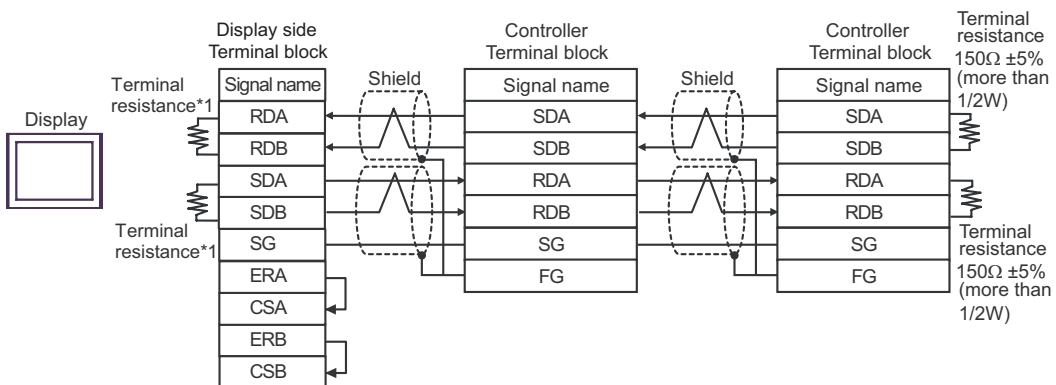 Display
Terminal
resistance*1
Terminal
resistance*1
Display side
Terminal block
Signal name
RDA
RDB
SDA
SDB
SG
ERA
CSA
ERB
CSB
Shield
Controller
Terminal block
Signal name
SDA
SDB
RDA
RDB
SG
FG
Shield
Controller
Terminal block
Signal name
SDA
SDB
RDA
RDB
SG
FG
Terminal
resistance
150Ω ±5%
(more than
1/2W)
Terminal
resistance
150Ω ±5%
(more than
1/2W)